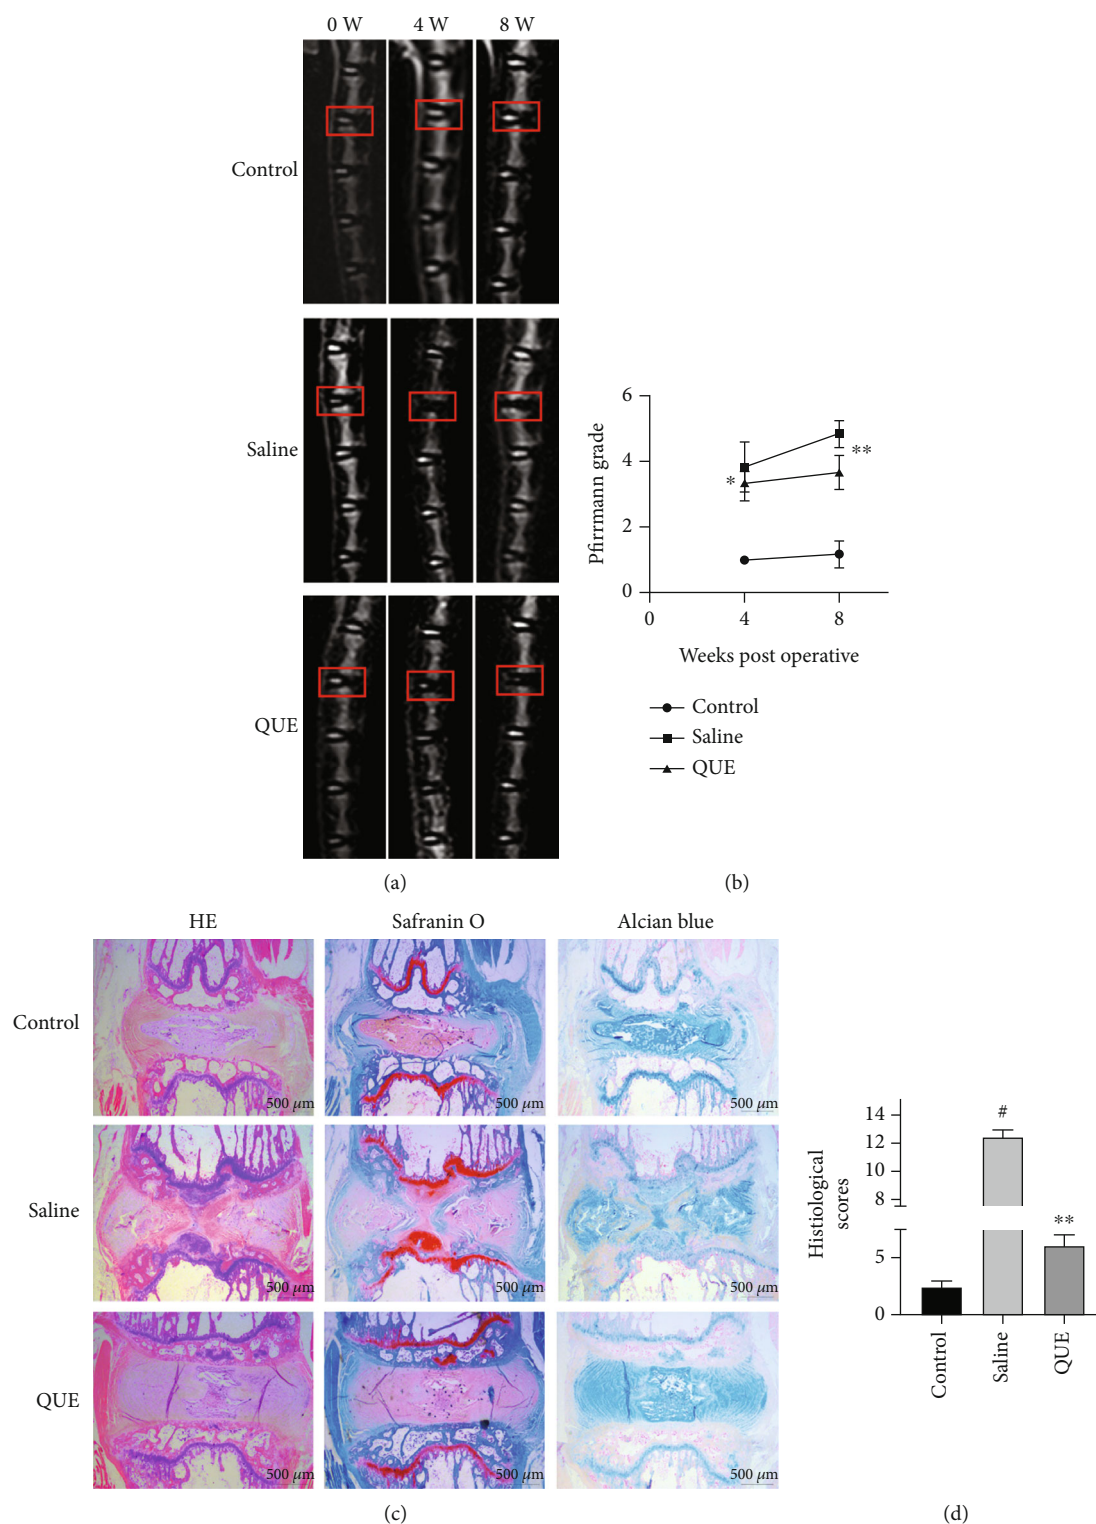 0 W 4 W 8 W
Control
Saline
QUE
(a)
Pfirrmann grade
6
4
2
0
*
**
0 4 8
Weeks post operative
Control
Saline
QUE
(b)
HE Safranin O Alcian blue
Control
500 µm 500 µm 500 µm
Saline
500 µm 500 µm 500 µm
QUE
500 µm 500 µm 500 µm
(c)
Histiological
scores
14
12
10
8
5
0
#
**
Control
Saline
QUE
(d)